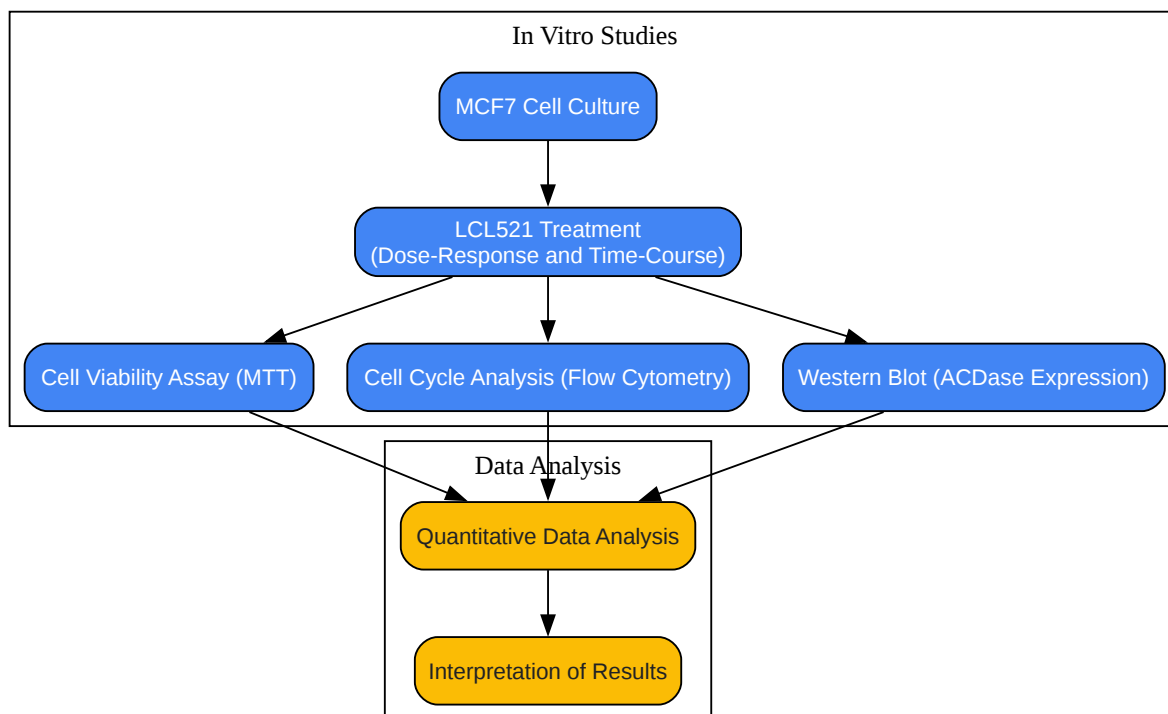 In Vitro Studies
MCF7 Cell Culture
LCL521 Treatment
(Dose-Response and Time-Course)
Cell Viability Assay (MTT)
Cell Cycle Analysis (Flow Cytometry)
Western Blot (ACDase Expression)
Data Analysis
Quantitative Data Analysis
Interpretation of Results